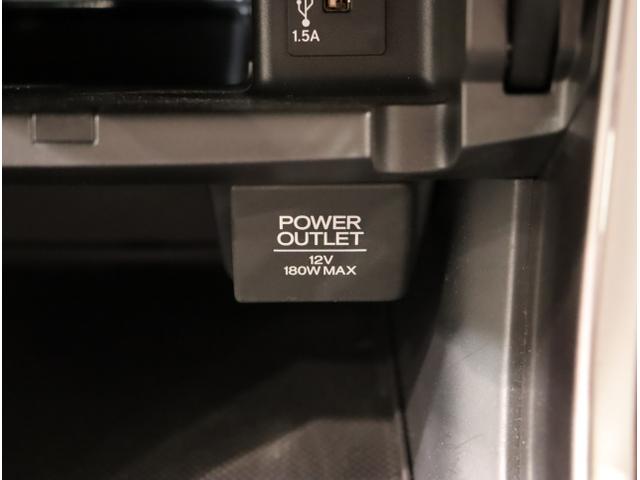 1.5A
POWER
OUTLET
12V
180W MAX